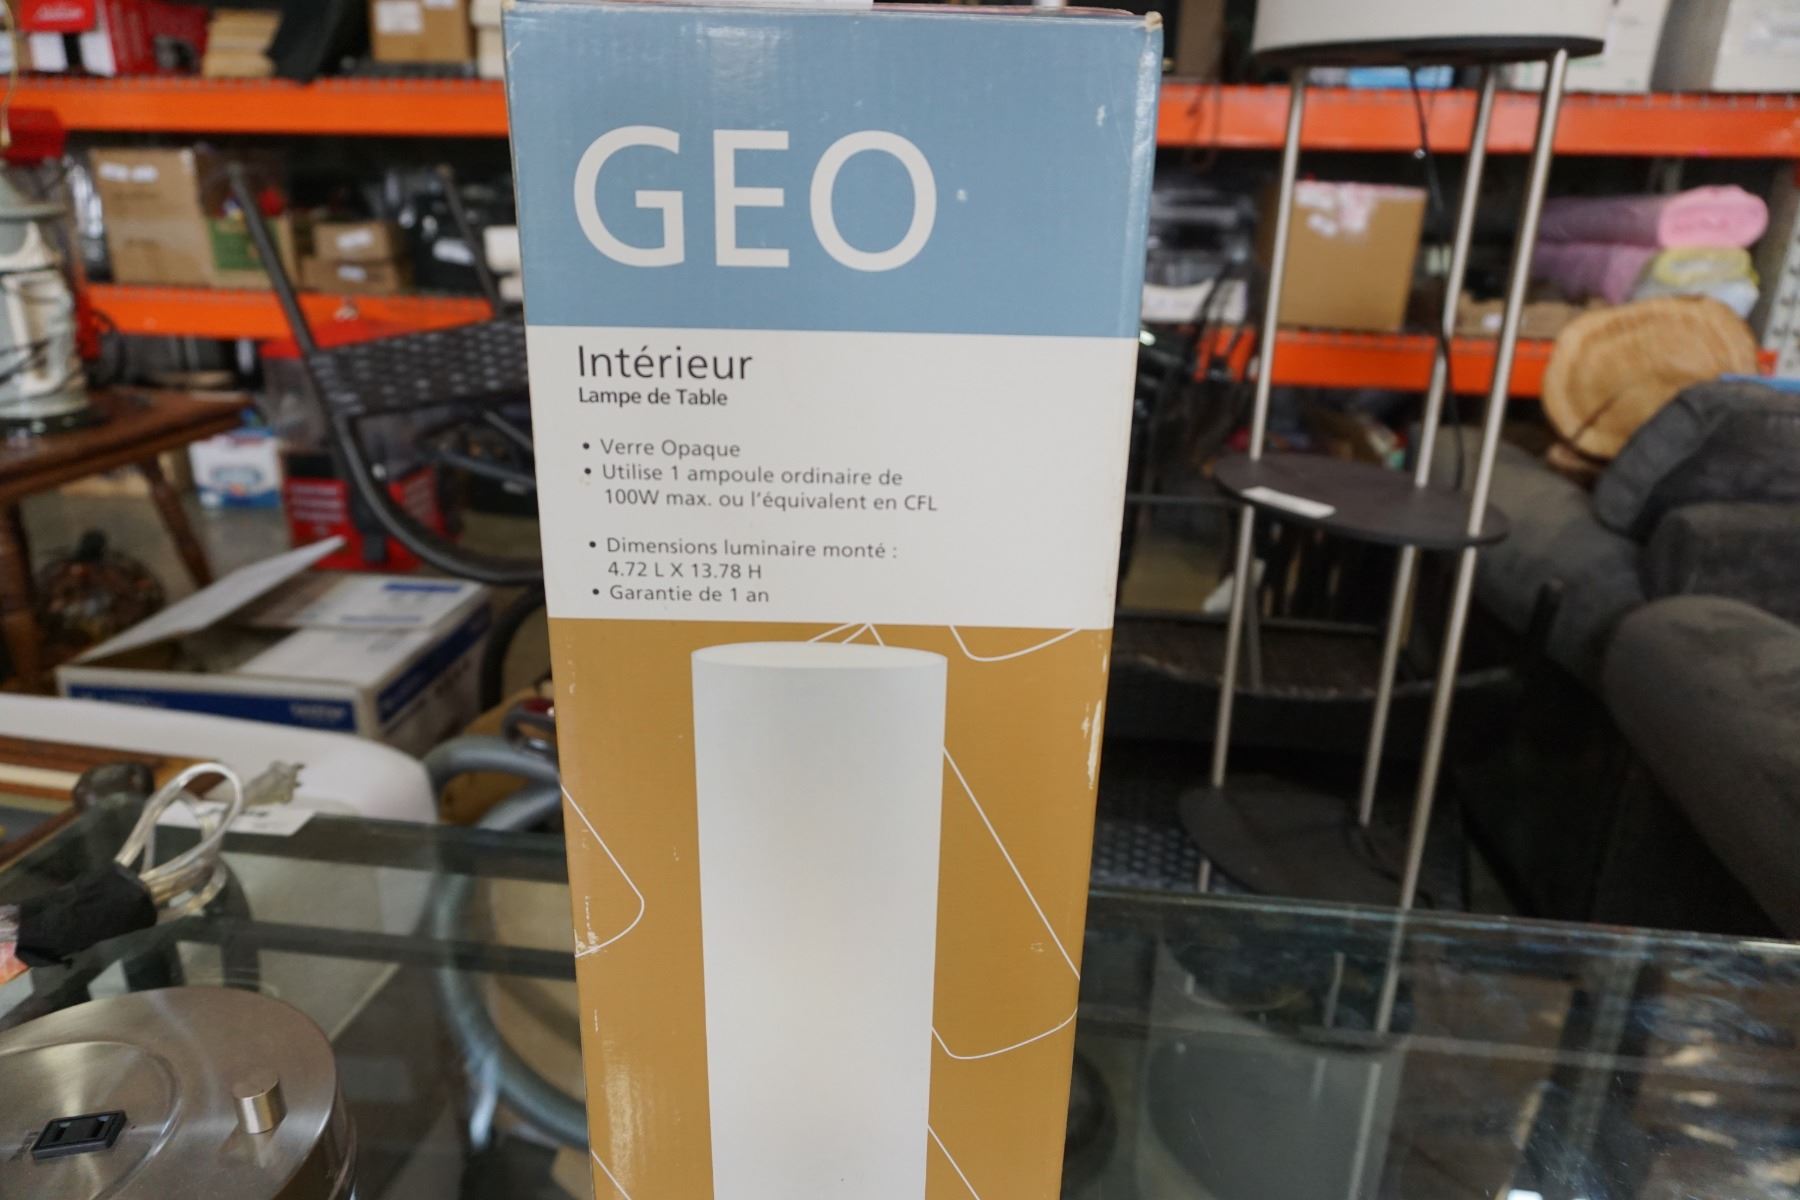 GEO
Intérieur
Lampe de Table
• Verre Opaque
• Utilise 1 ampoule ordinaire de
100W max. ou l'équivalent en CFL
• Dimensions luminaire monté :
4.72 L X 13.78 H
• Garantie de 1 an